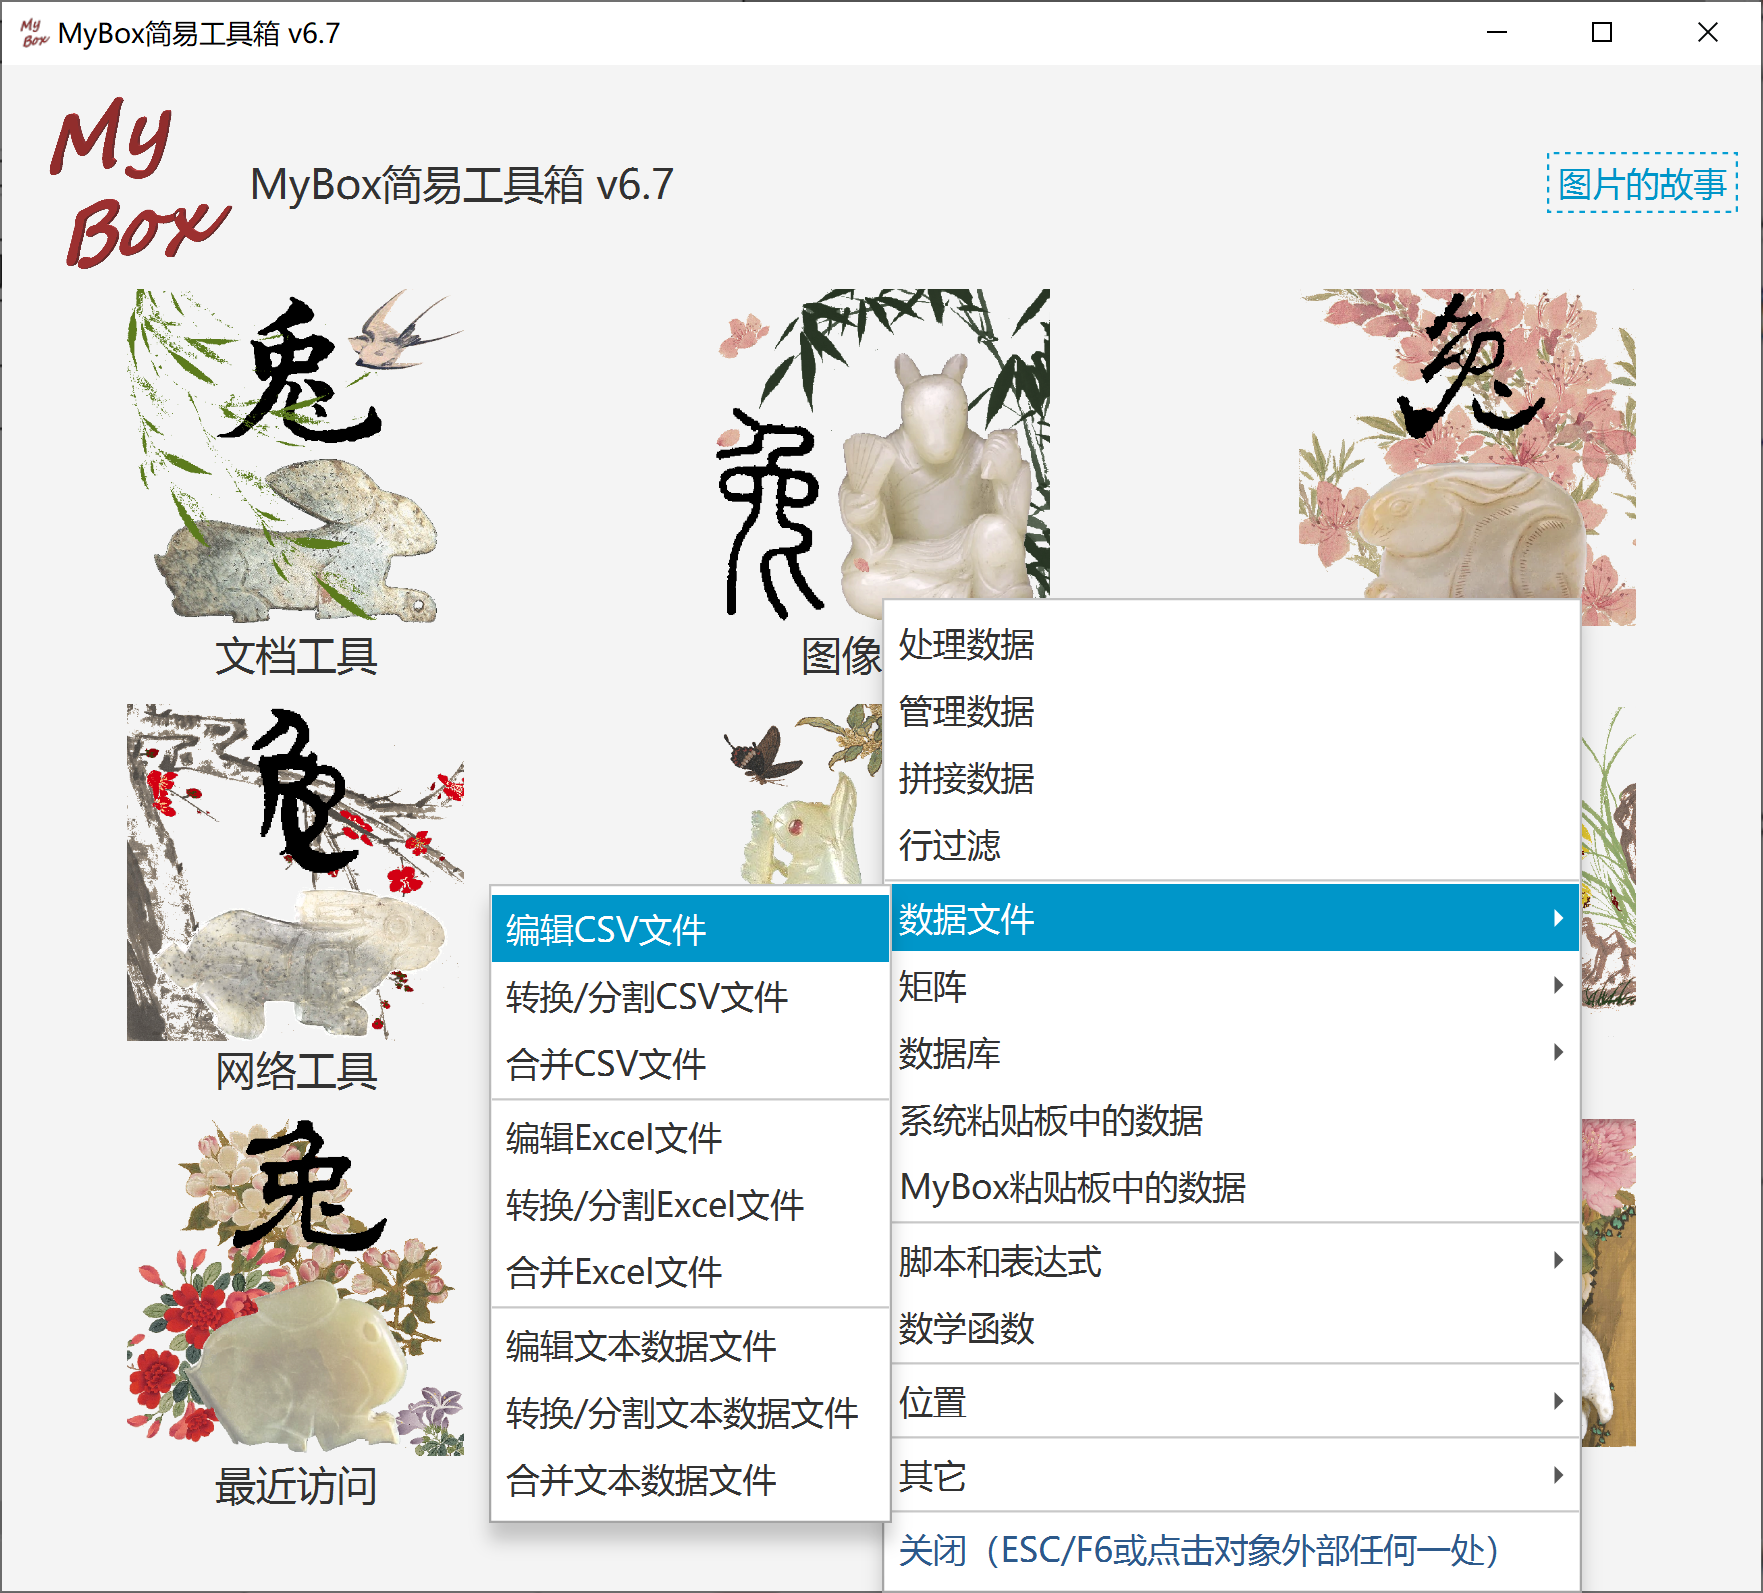 MyBox简易工具箱 v6.7
My
Box
MyBox简易工具箱 v6.7
图片的故事
兔
兔
兔
文档工具
图像
兔
网络工具
兔
最近访问
处理数据
管理数据
拼接数据
行过滤
数据文件
矩阵
数据库
系统粘贴板中的数据
MyBox粘贴板中的数据
脚本和表达式
数学函数
位置
其它
关闭（ESC/F6或点击对象外部任何一处）
编辑CSV文件
转换/分割CSV文件
合并CSV文件
编辑Excel文件
转换/分割Excel文件
合并Excel文件
编辑文本数据文件
转换/分割文本数据文件
合并文本数据文件